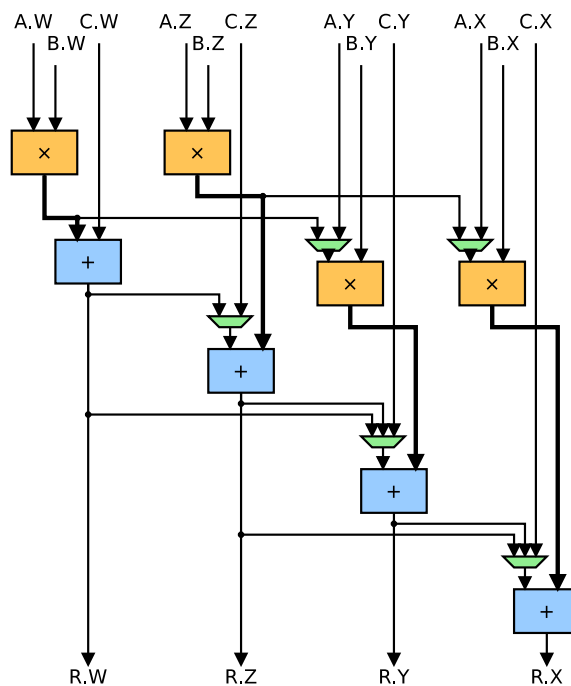 A.W C.W A.Z C.Z A.Y C.Y A.X C.X
B.W B.Z B.Y B.X
× ×
+
× ×
+
+
+
R.W R.Z R.Y R.X